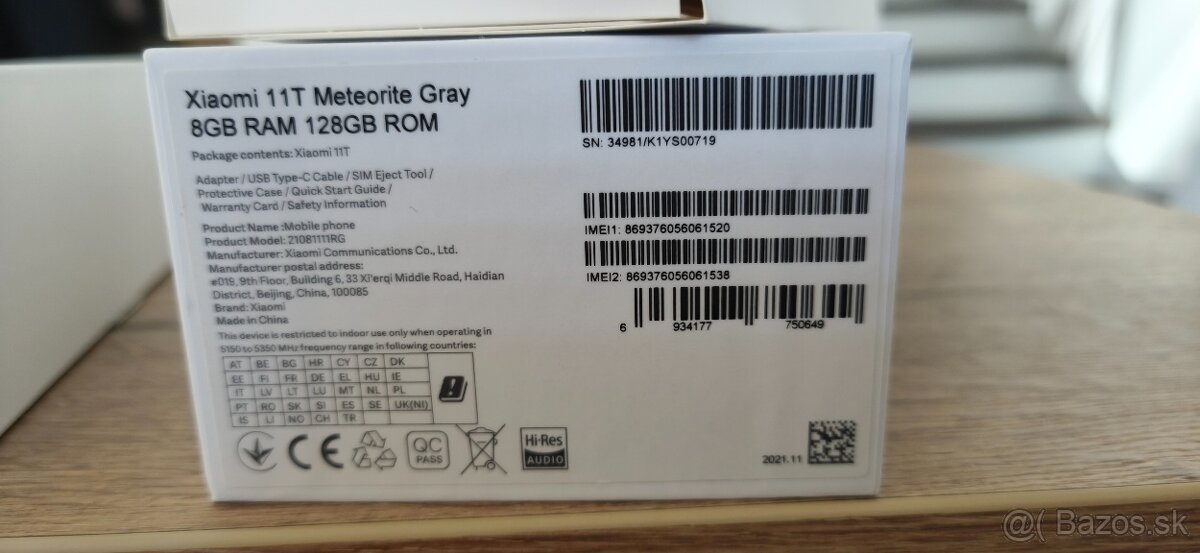 Xiaomi 11T Meteorite Gray
8GB RAM 128GB ROM
Package contents: Xiaomi 11T
Adapter / USB Type-C Cable / SIM Eject Tool /
Protective Case / Quick Start Guide /
Warranty Card / Safety Information
Product Name :Mobile phone
Product Model: 21081111RG
Manufacturer: Xiaomi Communications Co., Ltd.
Manufacturer postal address:
#019, 9th Floor, Building 6, 33 Xi'erqi Middle Road, Haidian
District, Beijing, China, 100085
Brand: Xiaomi
Made in China
This device is restricted to indoor use only when operating in
5150 to 5350 MHz frequency range in following countries:
AT BE BG HR CY CZ DK
EE FI FR DE EL HU IE
IT LV LT LU MT NL PL
PT RO SK SI ES SE UK(NI)
IS LI NO CH TR
CE
QC
PASS
Hi-Res
AUDIO
SN: 34981/K1YS00719
IMEI1: 869376056061520
IMEI2: 869376056061538
6 934177 750649
2021.11
@( Bazos.sk